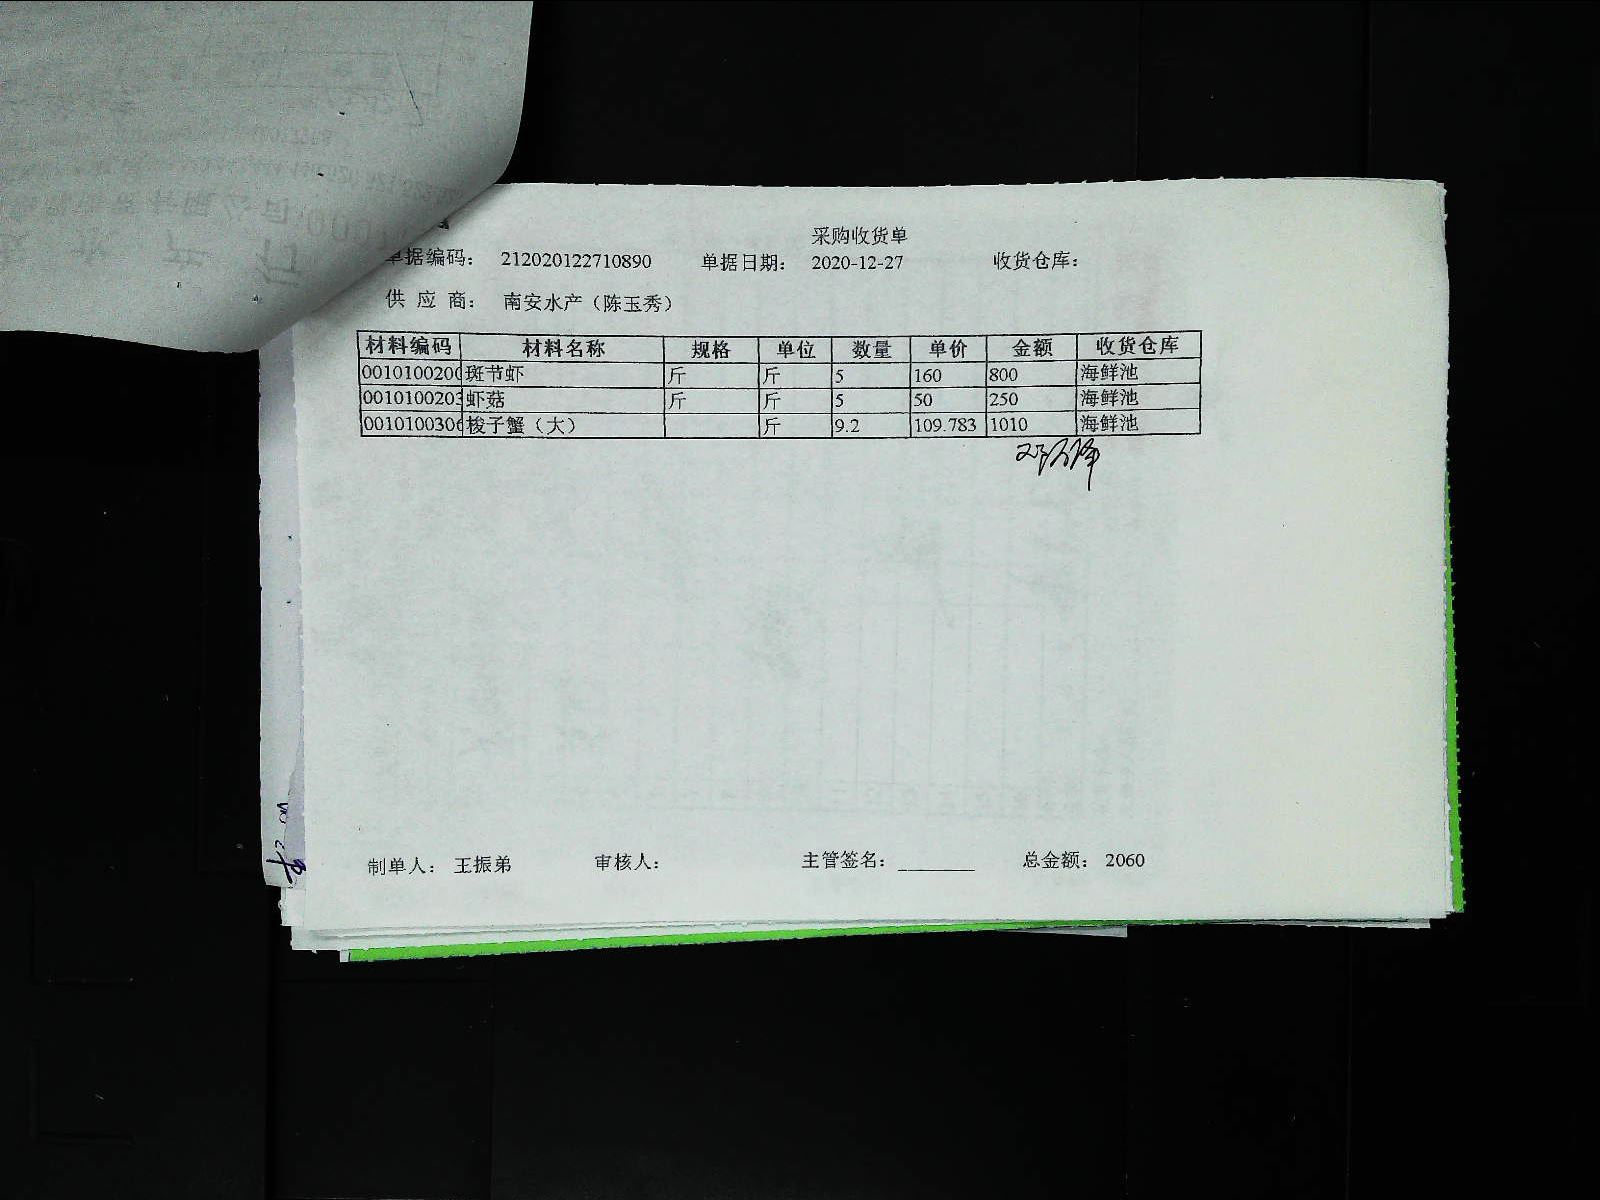 采购收货单
单据编码： 212020122710890 单据日期： 2020-12-27 收货仓库：
供 应 商： 南安水产（陈玉秀）
材料编码 材料名称 规格 单位 数量 单价 金额 收货仓库
0010100200 斑节虾 斤 斤 5 160 800 海鲜池
0010100203 虾菇 斤 斤 5 50 250 海鲜池
0010100306 梭子蟹（大） 斤 9.2 109.783 1010 海鲜池
制单人： 王振弟 审核人： 主管签名： ________ 总金额： 2060